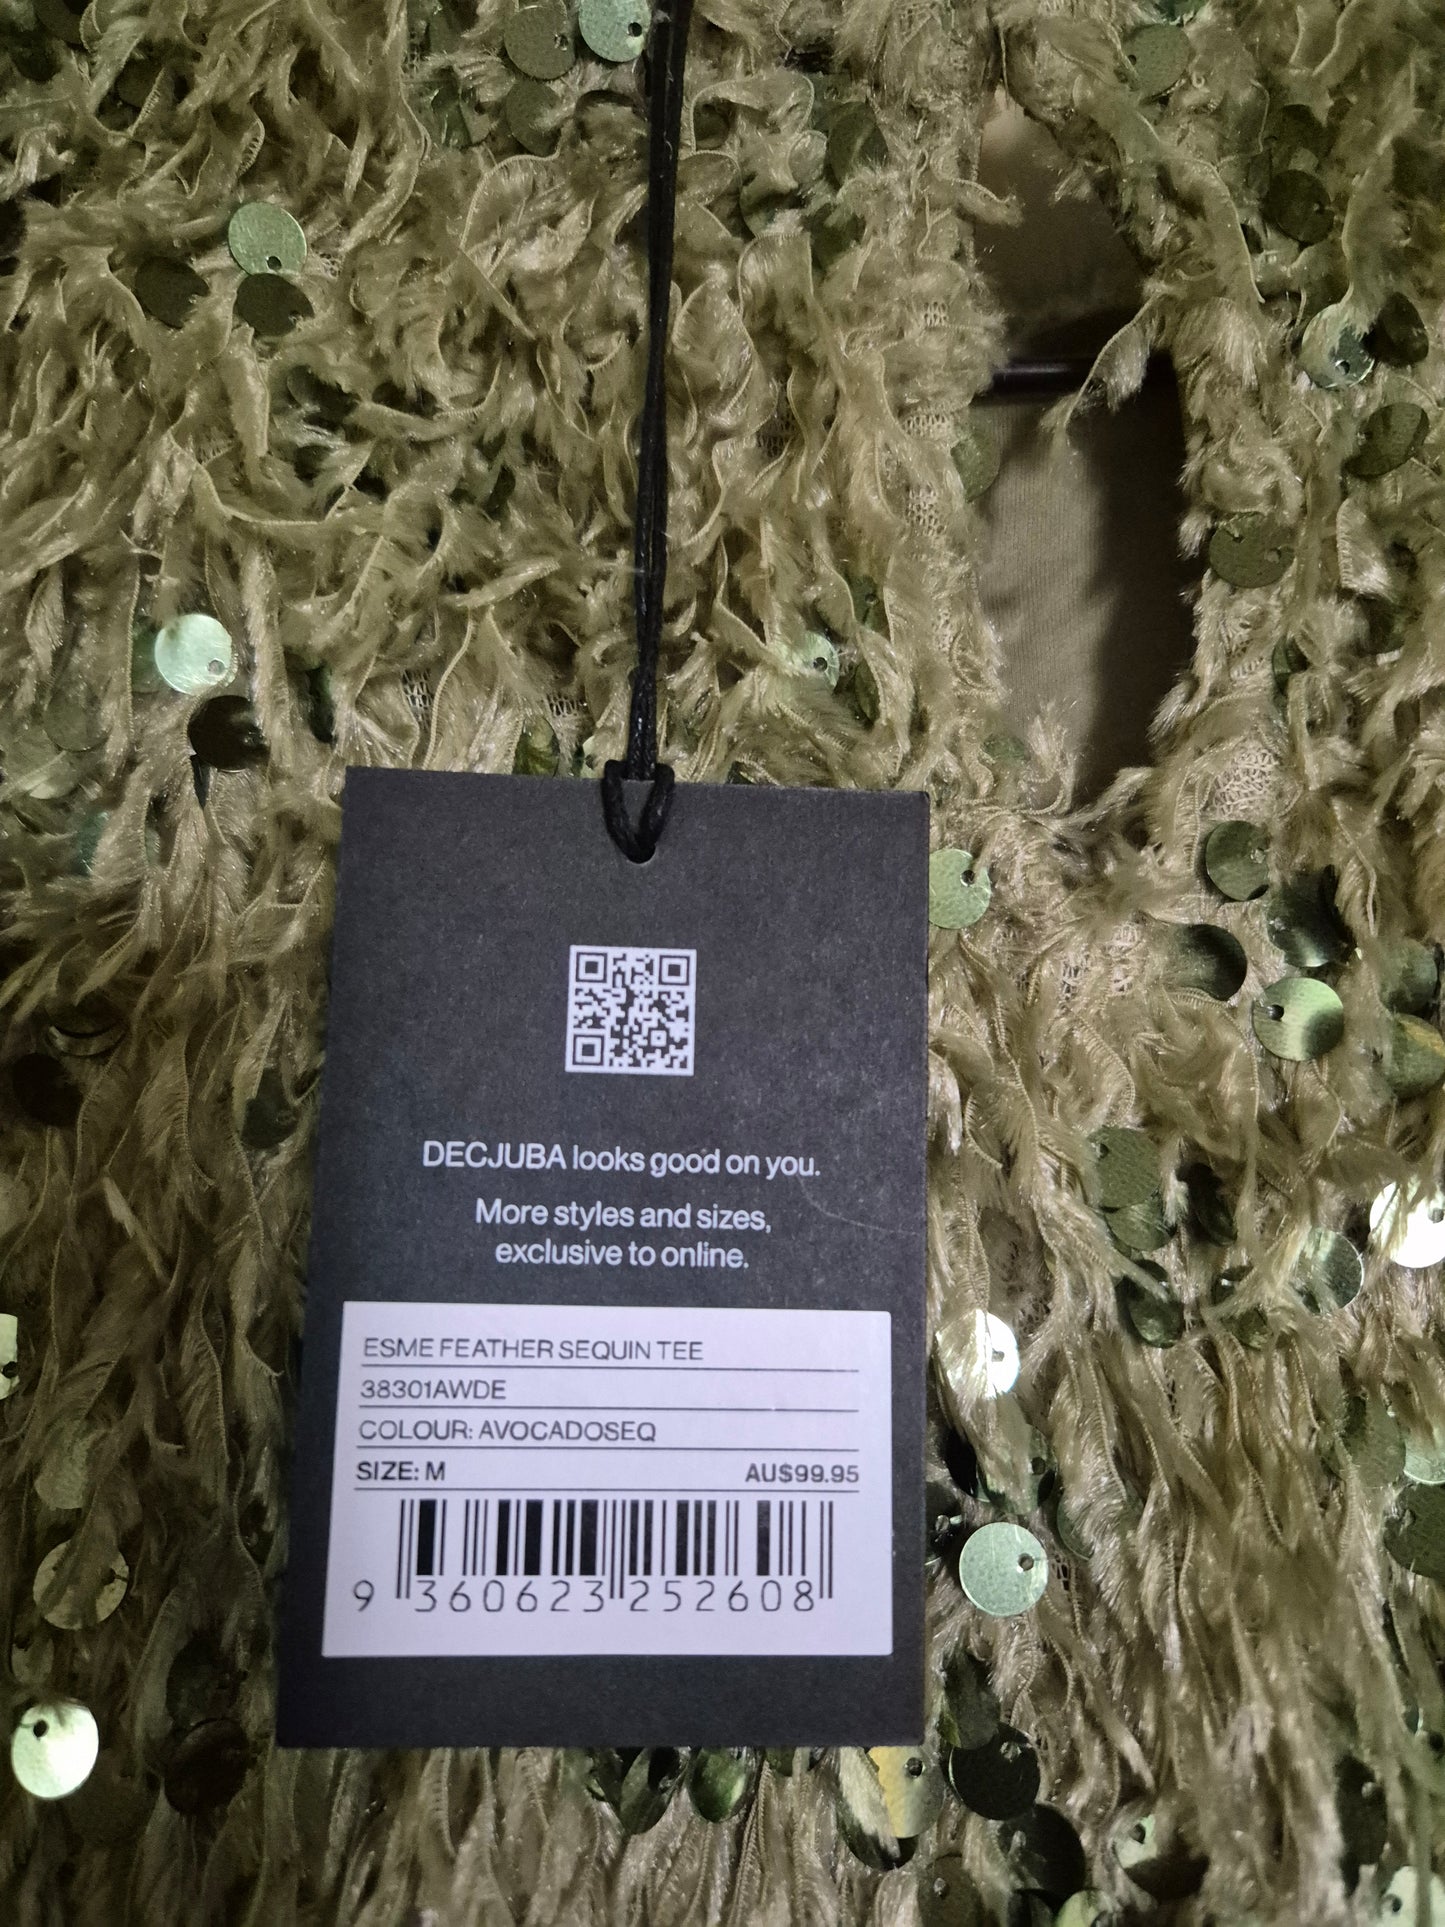 DECJUBA looks good on you.
More styles and sizes,
exclusive to online.
ESME FEATHER SEQUIN TEE
38301AWDE
COLOUR: AVOCADOSEQ
SIZE: M AU$99.95
9 360623 252608